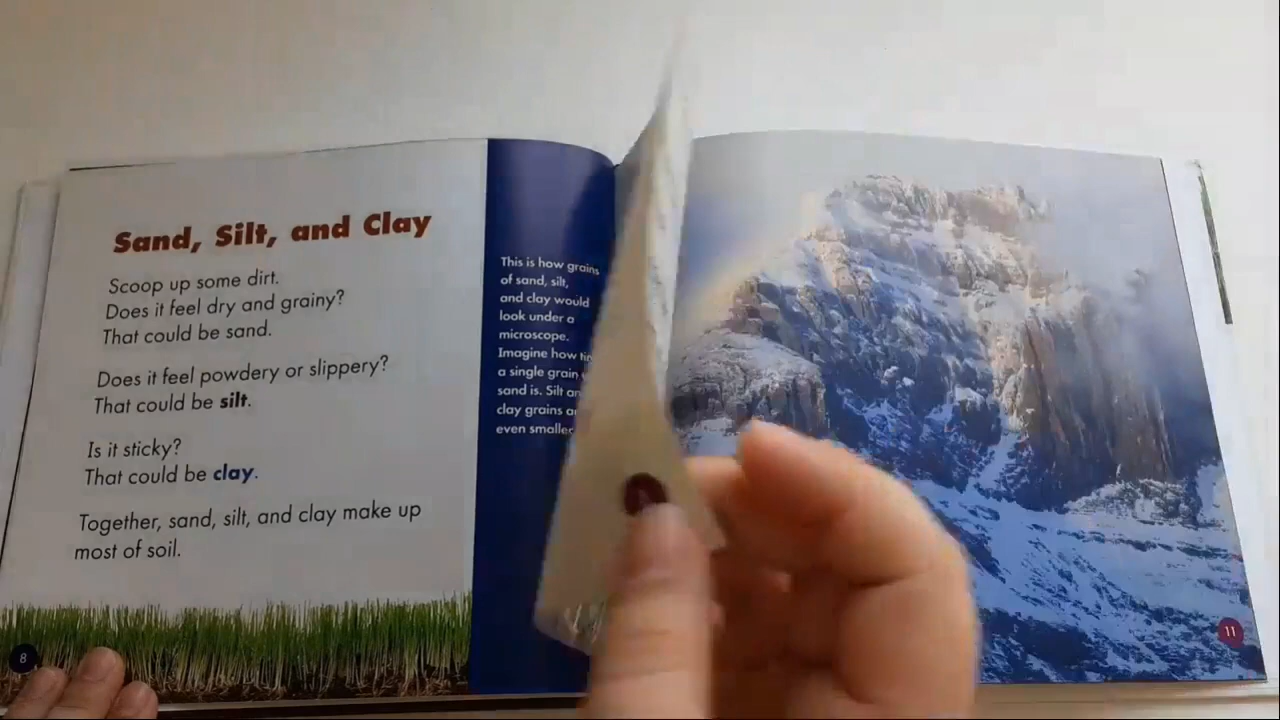 Sand, Silt, and Clay
Scoop up some dirt.
Does it feel dry and grainy?
That could be sand.
Does it feel powdery or slippery?
That could be silt.
Is it sticky?
That could be clay.
Together, sand, silt, and clay make up
most of soil.
8
This is how grains
of sand, silt,
and clay would
look under a
microscope.
Imagine how
a single grain
sand is. Silt
clay grains
even smaller
11